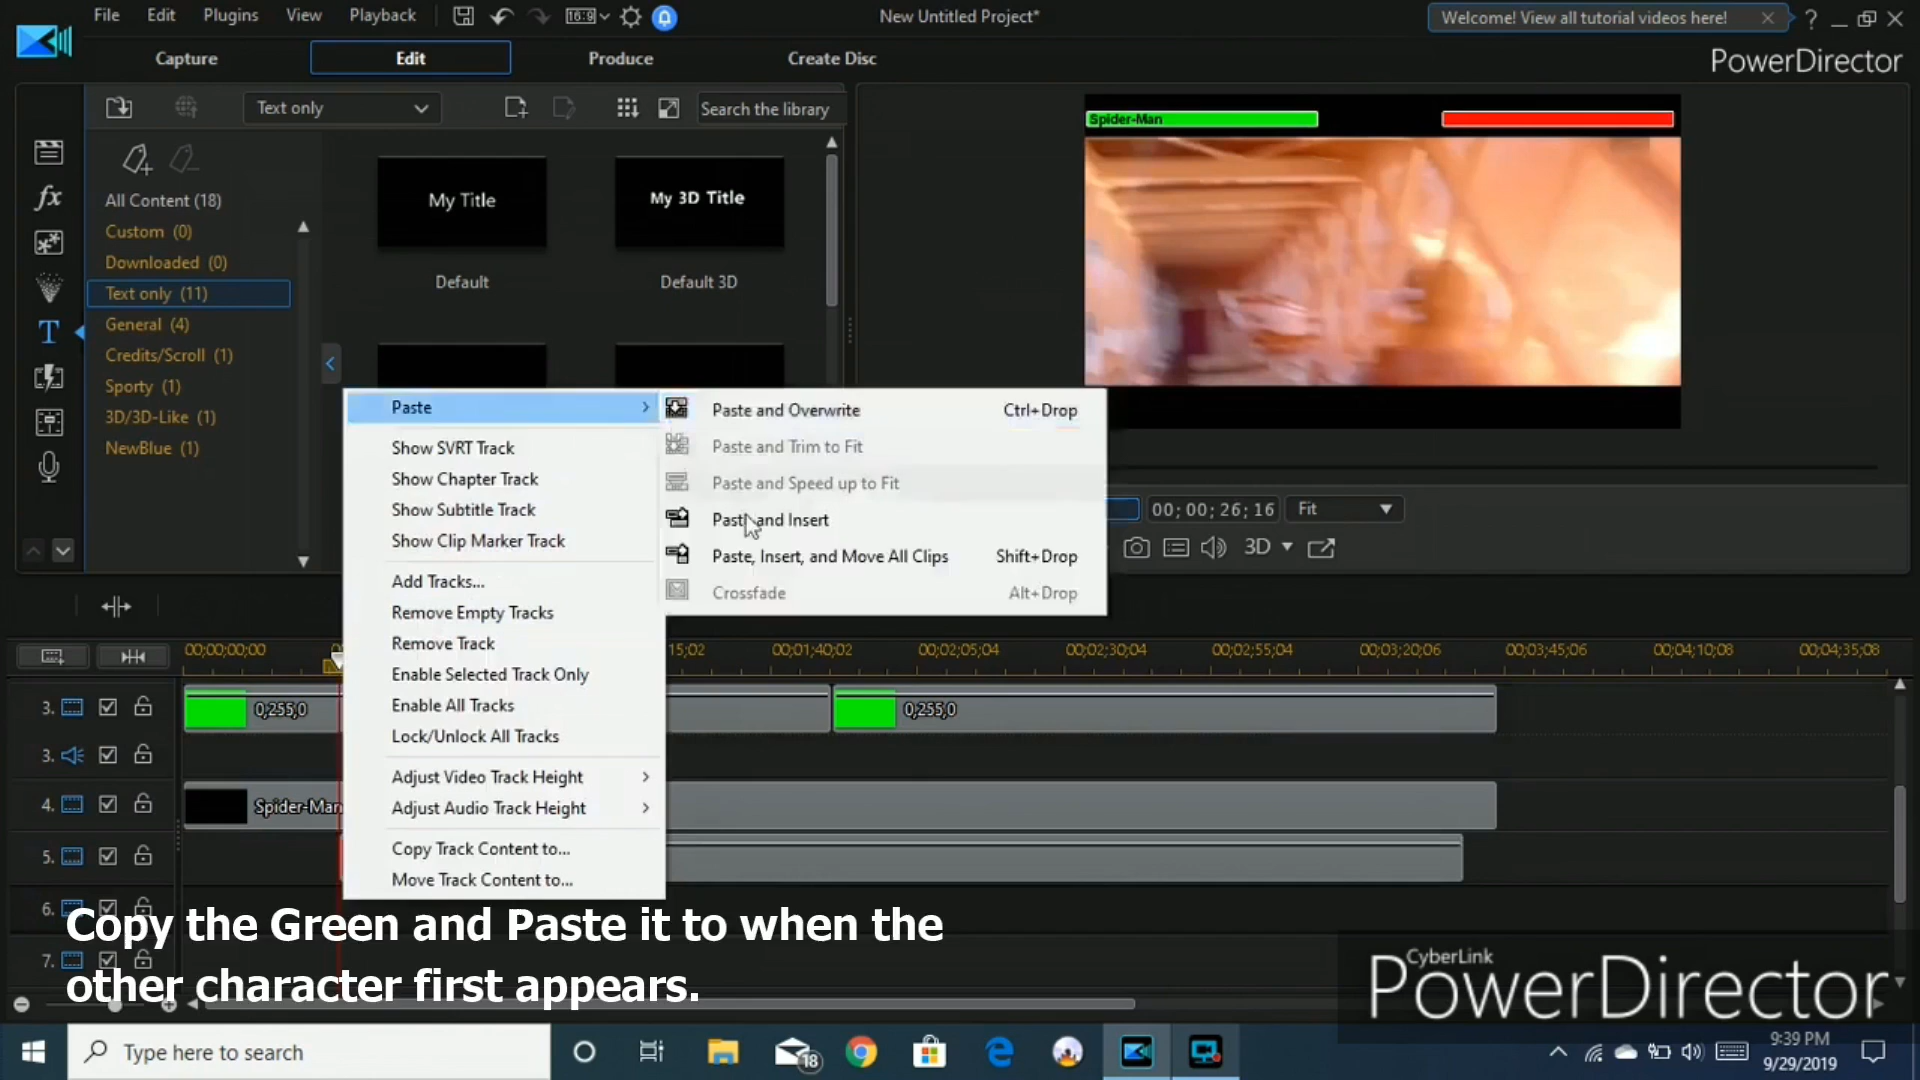 File Edit Plugins View Playback 16:9 New Untitled Project* Welcome! View all tutorial videos here! ?
Capture Edit Produce Create Disc PowerDirector
Text only Search the library
All Content (18)
Custom (0)
Downloaded (0)
Text only (11)
General (4)
Credits/Scroll (1)
Sporty (1)
3D/3D-Like (1)
NewBlue (1)
fx
T
My Title My 3D Title
Default Default 3D
Spider-Man
Paste
Show SVRT Track
Show Chapter Track
Show Subtitle Track
Show Clip Marker Track
Add Tracks...
Remove Empty Tracks
Remove Track
Enable Selected Track Only
Enable All Tracks
Lock/Unlock All Tracks
Adjust Video Track Height
Adjust Audio Track Height
Copy Track Content to...
Move Track Content to...
Paste and Overwrite Ctrl+Drop
Paste and Trim to Fit
Paste and Speed up to Fit
Paste and Insert
Paste, Insert, and Move All Clips Shift+Drop
Crossfade Alt+Drop
00;00;26;16 Fit
3D
00;00;00;00 15;02 00;01;40;02 00;02;05;04 00;02;30;04 00;02;55;04 00;03;20;06 00;03;45;06 00;04;10;08 00;04;35;08
3. 0,255,0 0,255,0
3.
4. Spider-Man
5.
6.
7.
Copy the Green and Paste it to when the
other character first appears.
CyberLink
PowerDirector
Type here to search 18 9:39 PM
9/29/2019